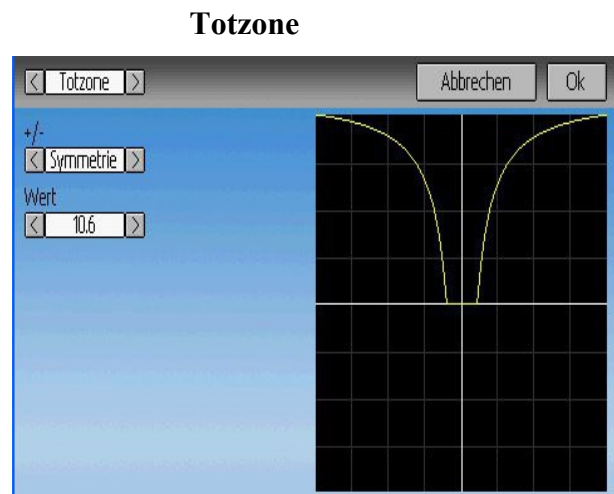 Totzone
< Totzone > Abbrechen Ok
+/-
< Symmetrie >
Wert
< 10.6 >